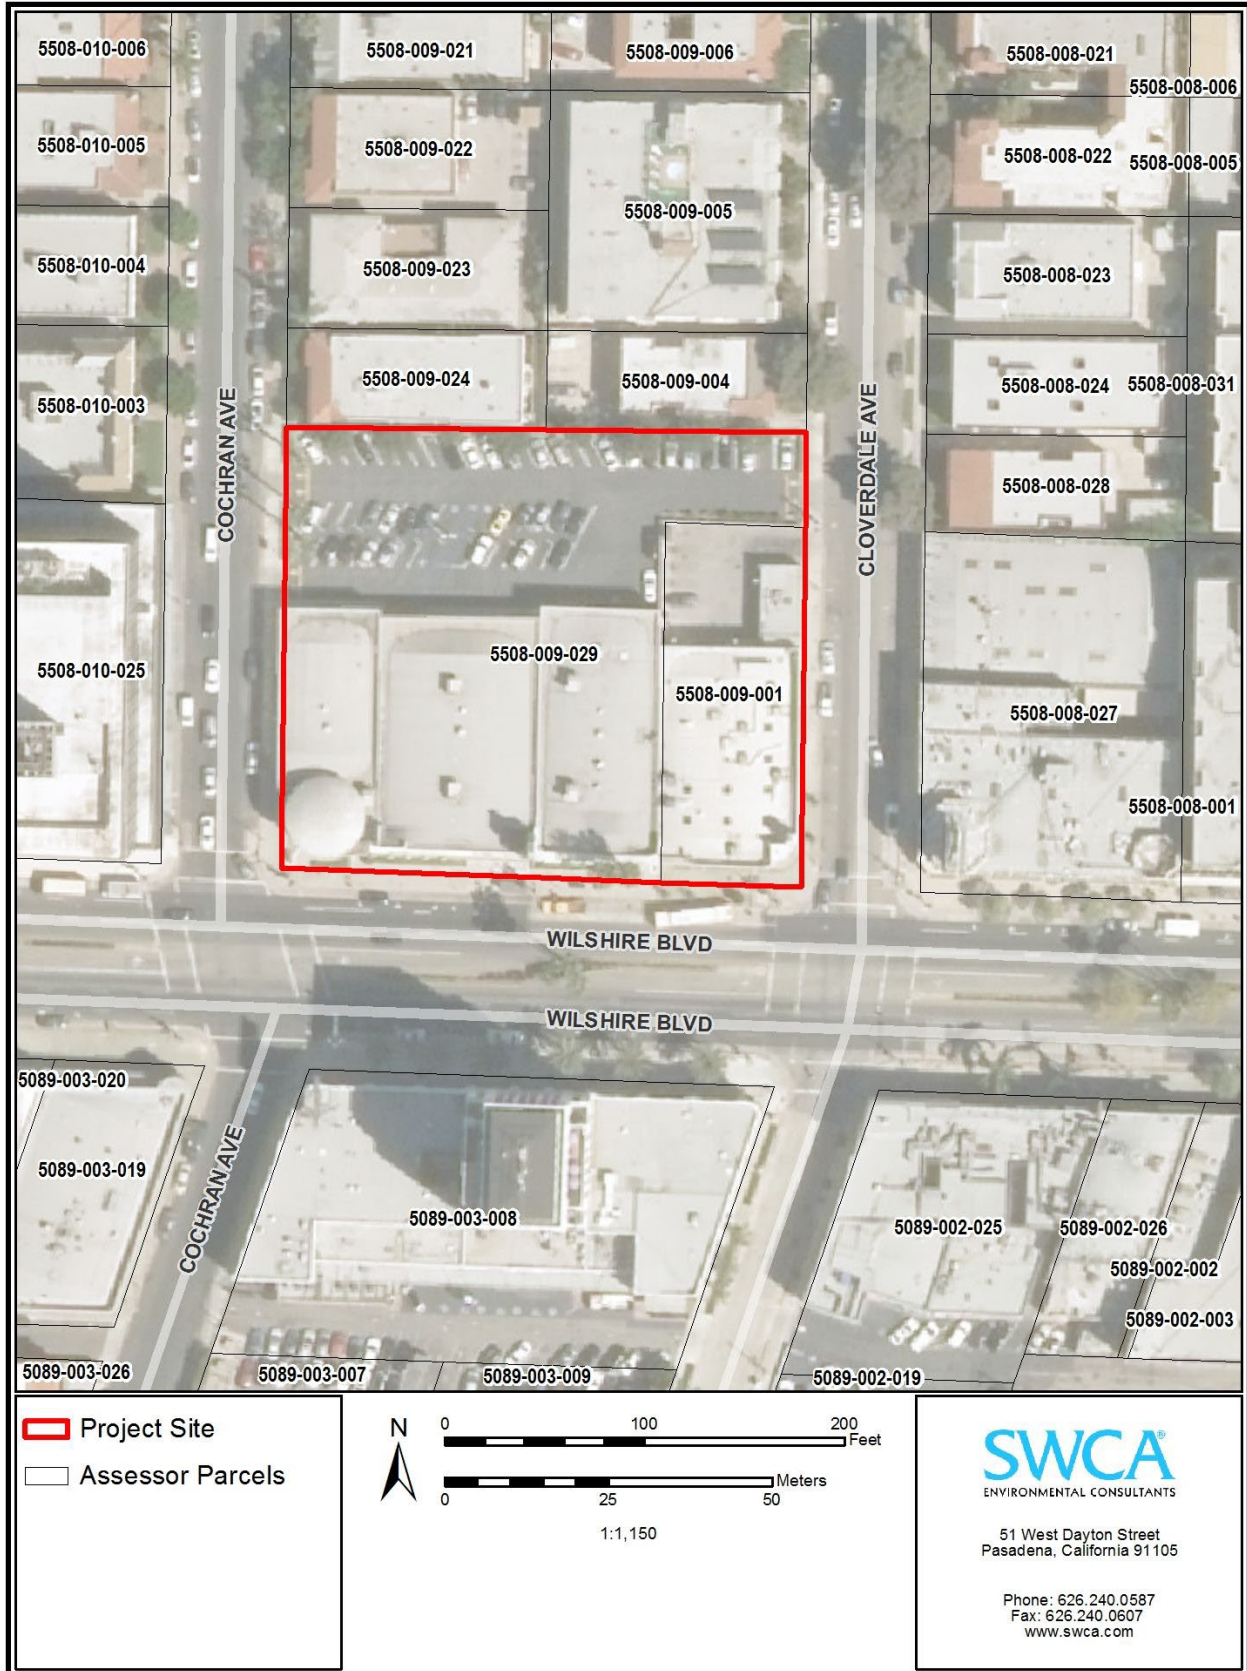 5508-010-006
5508-009-021
5508-009-006
5508-008-021
5508-008-006
5508-010-005
5508-009-022
5508-008-022
5508-008-005
5508-009-005
5508-010-004
5508-009-023
5508-008-023
5508-009-024
5508-009-004
5508-008-024
5508-008-031
5508-010-003
COCHRAN AVE
CLOVERDALE AVE
5508-008-028
5508-009-029
5508-010-025
5508-009-001
5508-008-027
5508-008-001
WILSHIRE BLVD
WILSHIRE BLVD
5089-003-020
5089-003-019
COCHRAN AVE
5089-003-008
5089-002-025
5089-002-026
5089-002-002
5089-002-003
5089-003-026
5089-003-007
5089-003-009
5089-002-019
Project Site
Assessor Parcels
N
0 100 200
Feet
Meters
0 25 50
1:1,150
SWCA®
ENVIRONMENTAL CONSULTANTS
51 West Dayton Street
Pasadena, California 91105
Phone: 626.240.0587
Fax: 626.240.0607
www.swca.com